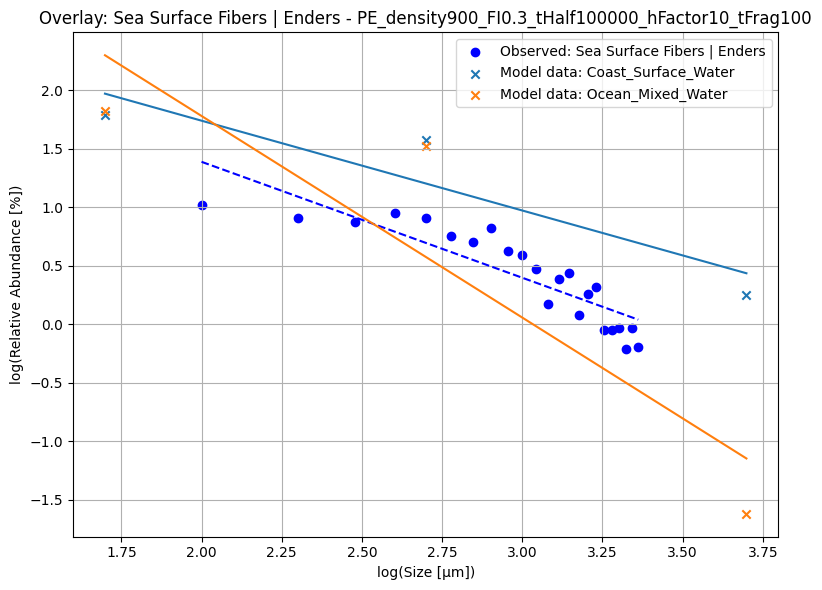 Overlay: Sea Surface Fibers | Enders - PE_density900_FI0.3_tHalf100000_hFactor10_tFrag100
Observed: Sea Surface Fibers | Enders
Model data: Coast_Surface_Water
Model data: Ocean_Mixed_Water
log(Relative Abundance [%])
2.0
1.5
1.0
0.5
0.0
−0.5
−1.0
−1.5
1.75 2.00 2.25 2.50 2.75 3.00 3.25 3.50 3.75
log(Size [μm])